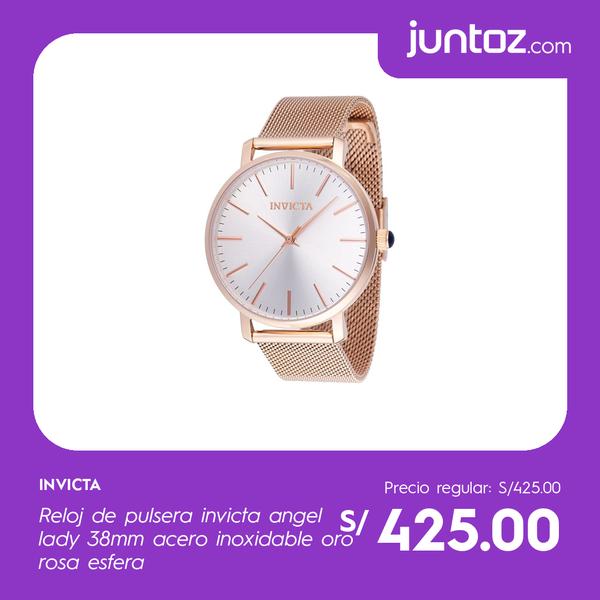 juntoz.com
INVICTA
INVICTA
Precio regular: S/425.00
Reloj de pulsera invicta angel
lady 38mm acero inoxidable oro
rosa esfera
S/ 425.00